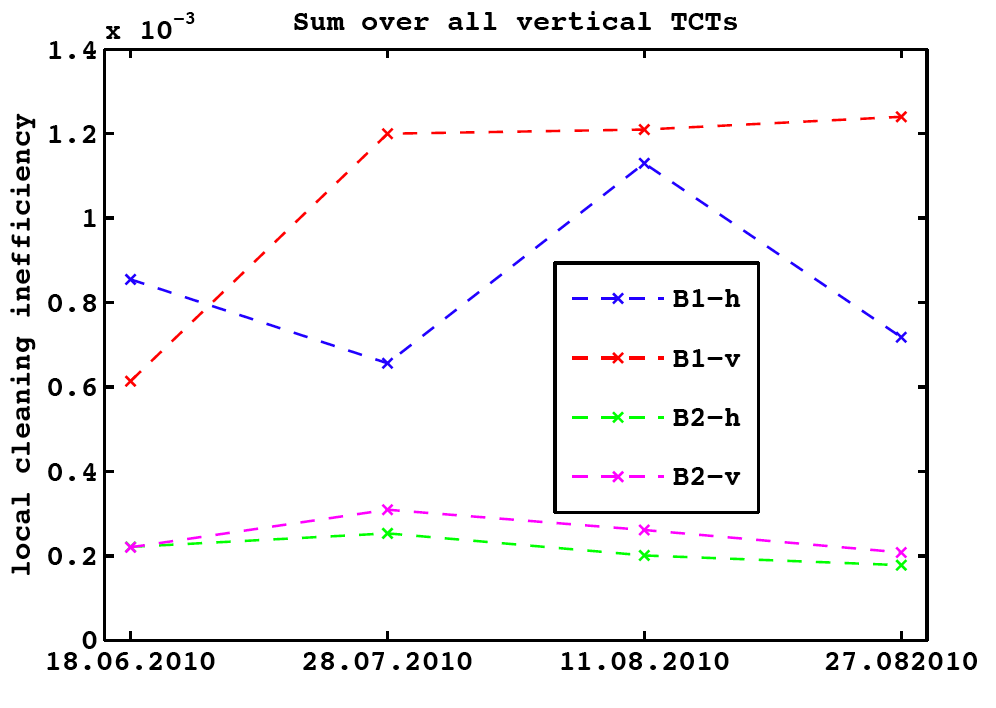 Sum over all vertical TCTs
x 10^-3
local cleaning inefficiency
1.4
1.2
1
0.8
0.6
0.4
0.2
0
B1-h
B1-v
B2-h
B2-v
18.06.2010 28.07.2010 11.08.2010 27.082010